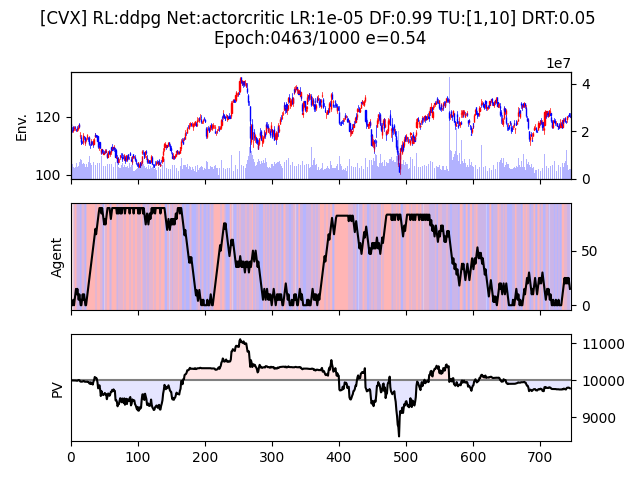 [CVX] RL:ddpg Net:actorcritic LR:1e-05 DF:0.99 TU:[1,10] DRT:0.05
Epoch:0463/1000 e=0.54
1e7
Env.
120
100
4
2
0
Agent
50
0
PV
11000
10000
9000
0 100 200 300 400 500 600 700